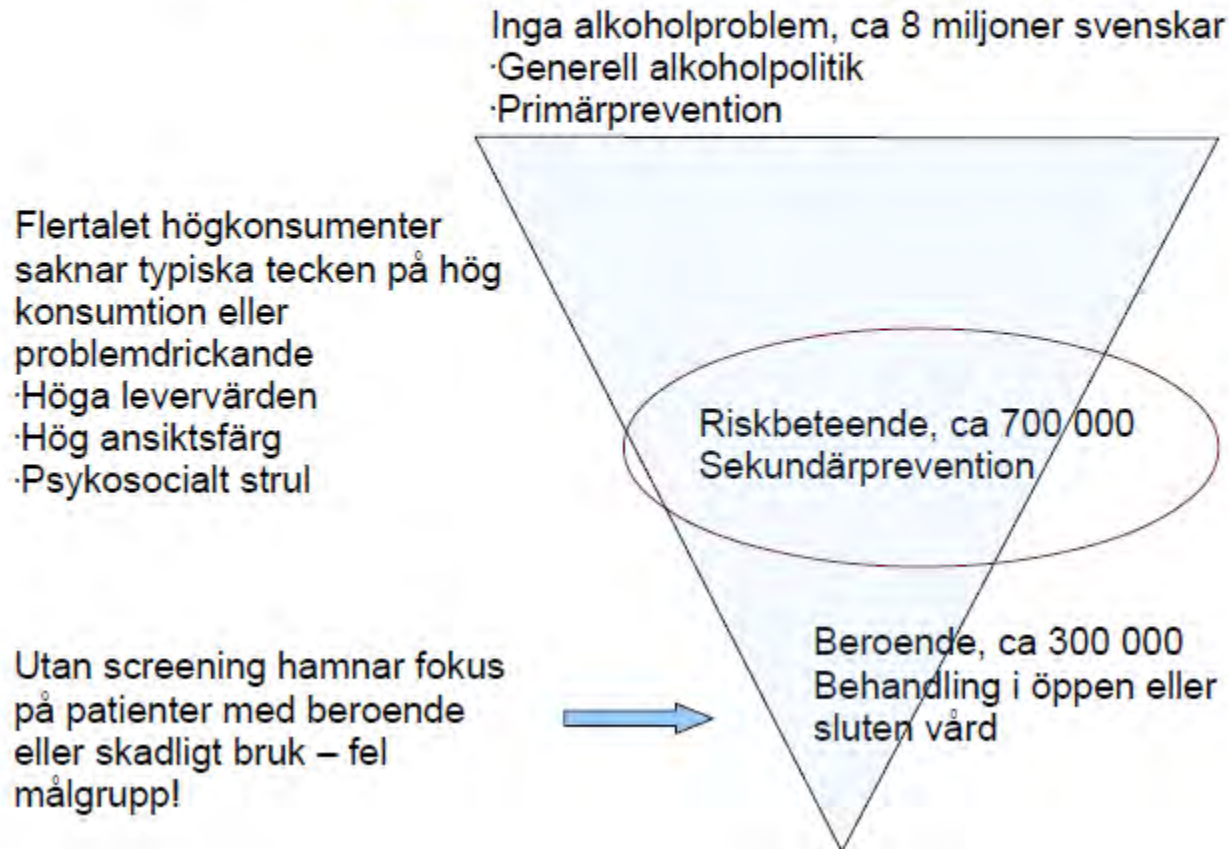 Inga alkoholproblem, ca 8 miljoner svenskar
·Generell alkoholpolitik
·Primärprevention
Flertalet högkonsumenter
saknar typiska tecken på hög
konsumtion eller
problemdrickande
·Höga levervärden
·Hög ansiktsfärg
·Psykosocialt strul
Riskbeteende, ca 700 000
Sekundärprevention
Utan screening hamnar fokus
på patienter med beroende
eller skadligt bruk – fel
målgrupp!
Beroende, ca 300 000
Behandling i öppen eller
sluten vård